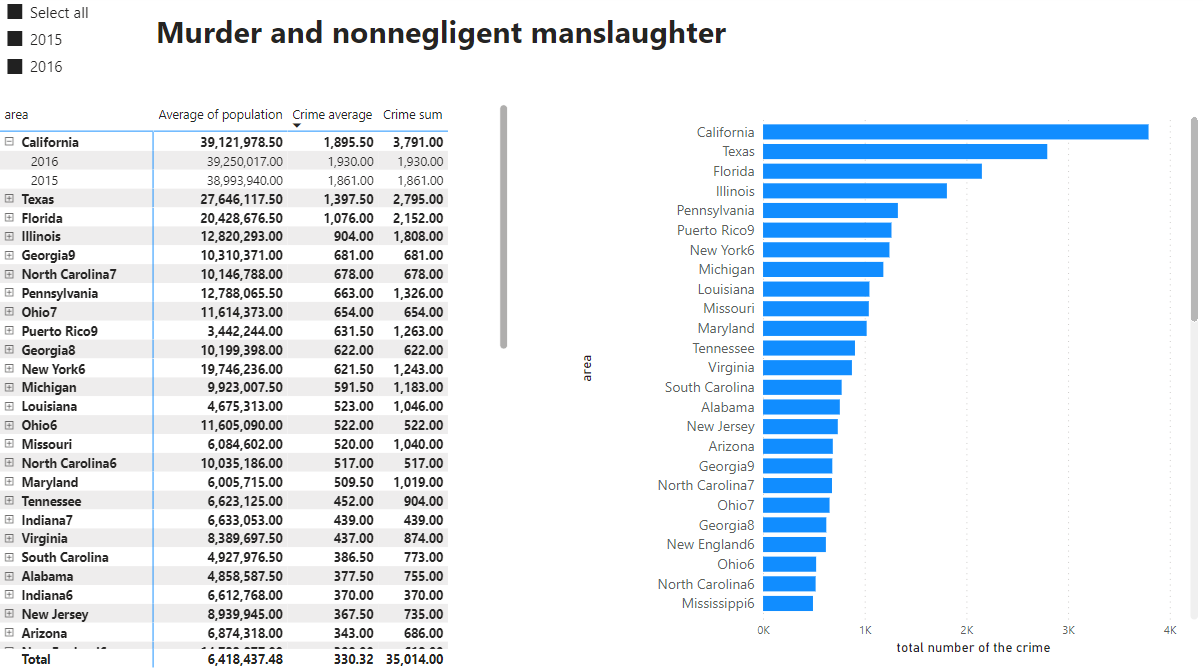 Select all
2015
2016
Murder and nonnegligent manslaughter
area Average of population Crime average Crime sum
California 39,121,978.50 1,895.50 3,791.00
2016 39,250,017.00 1,930.00 1,930.00
2015 38,993,940.00 1,861.00 1,861.00
Texas 27,646,117.50 1,397.50 2,795.00
Florida 20,428,676.50 1,076.00 2,152.00
Illinois 12,820,293.00 904.00 1,808.00
Georgia9 10,310,371.00 681.00 681.00
North Carolina7 10,146,788.00 678.00 678.00
Pennsylvania 12,788,065.50 663.00 1,326.00
Ohio7 11,614,373.00 654.00 654.00
Puerto Rico9 3,442,244.00 631.50 1,263.00
Georgia8 10,199,398.00 622.00 622.00
New York6 19,746,236.00 621.50 1,243.00
Michigan 9,923,007.50 591.50 1,183.00
Louisiana 4,675,313.00 523.00 1,046.00
Ohio6 11,605,090.00 522.00 522.00
Missouri 6,084,602.00 520.00 1,040.00
North Carolina6 10,035,186.00 517.00 517.00
Maryland 6,005,715.00 509.50 1,019.00
Tennessee 6,623,125.00 452.00 904.00
Indiana7 6,633,053.00 439.00 439.00
Virginia 8,389,697.50 437.00 874.00
South Carolina 4,927,976.50 386.50 773.00
Alabama 4,858,587.50 377.50 755.00
Indiana6 6,612,768.00 370.00 370.00
New Jersey 8,939,945.00 367.50 735.00
Arizona 6,874,318.00 343.00 686.00
Total 6,418,437.48 330.32 35,014.00
area
California
Texas
Florida
Illinois
Pennsylvania
Puerto Rico9
New York6
Michigan
Louisiana
Missouri
Maryland
Tennessee
Virginia
South Carolina
Alabama
New Jersey
Arizona
Georgia9
North Carolina7
Ohio7
Georgia8
New England6
Ohio6
North Carolina6
Mississippi6
0K 1K 2K 3K 4K
total number of the crime